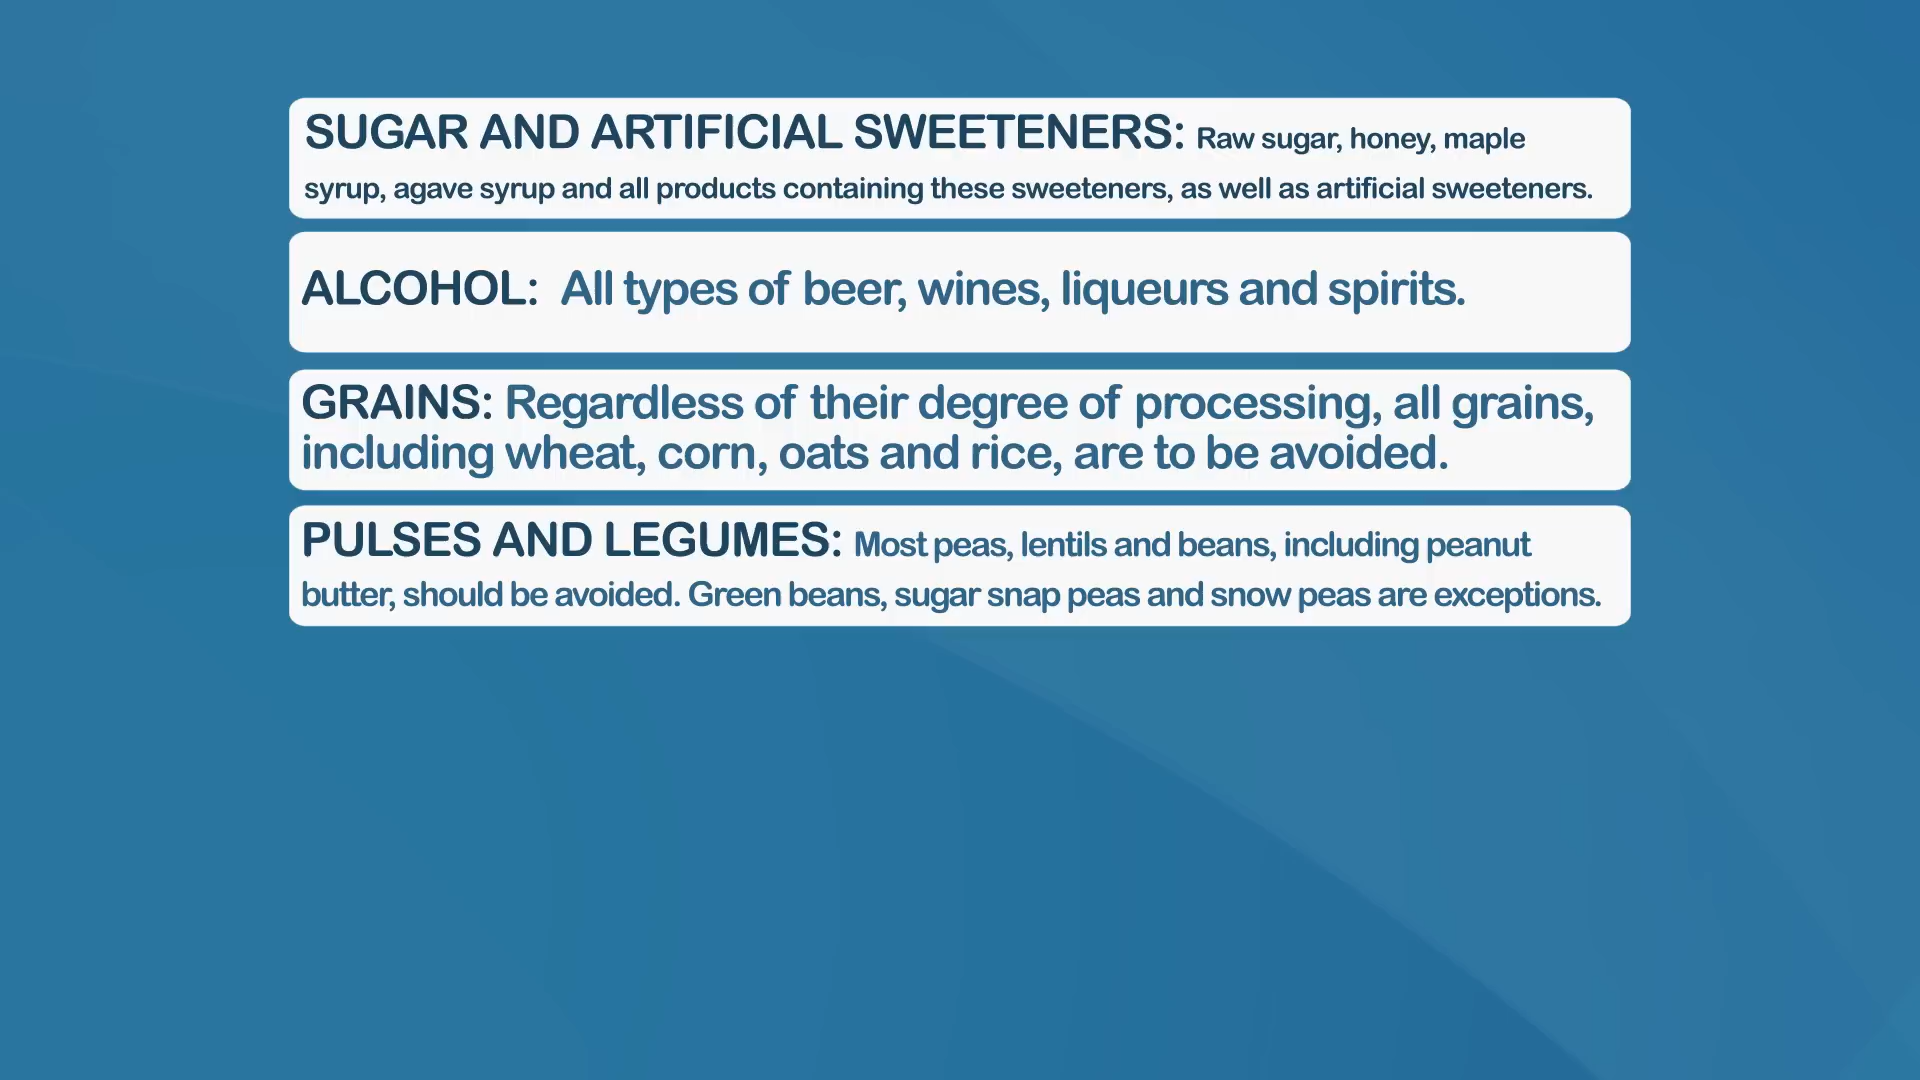 SUGAR AND ARTIFICIAL SWEETENERS: Raw sugar, honey, maple
syrup, agave syrup and all products containing these sweeteners, as well as artificial sweeteners.
ALCOHOL: All types of beer, wines, liqueurs and spirits.
GRAINS: Regardless of their degree of processing, all grains,
including wheat, corn, oats and rice, are to be avoided.
PULSES AND LEGUMES: Most peas, lentils and beans, including peanut
butter, should be avoided. Green beans, sugar snap peas and snow peas are exceptions.